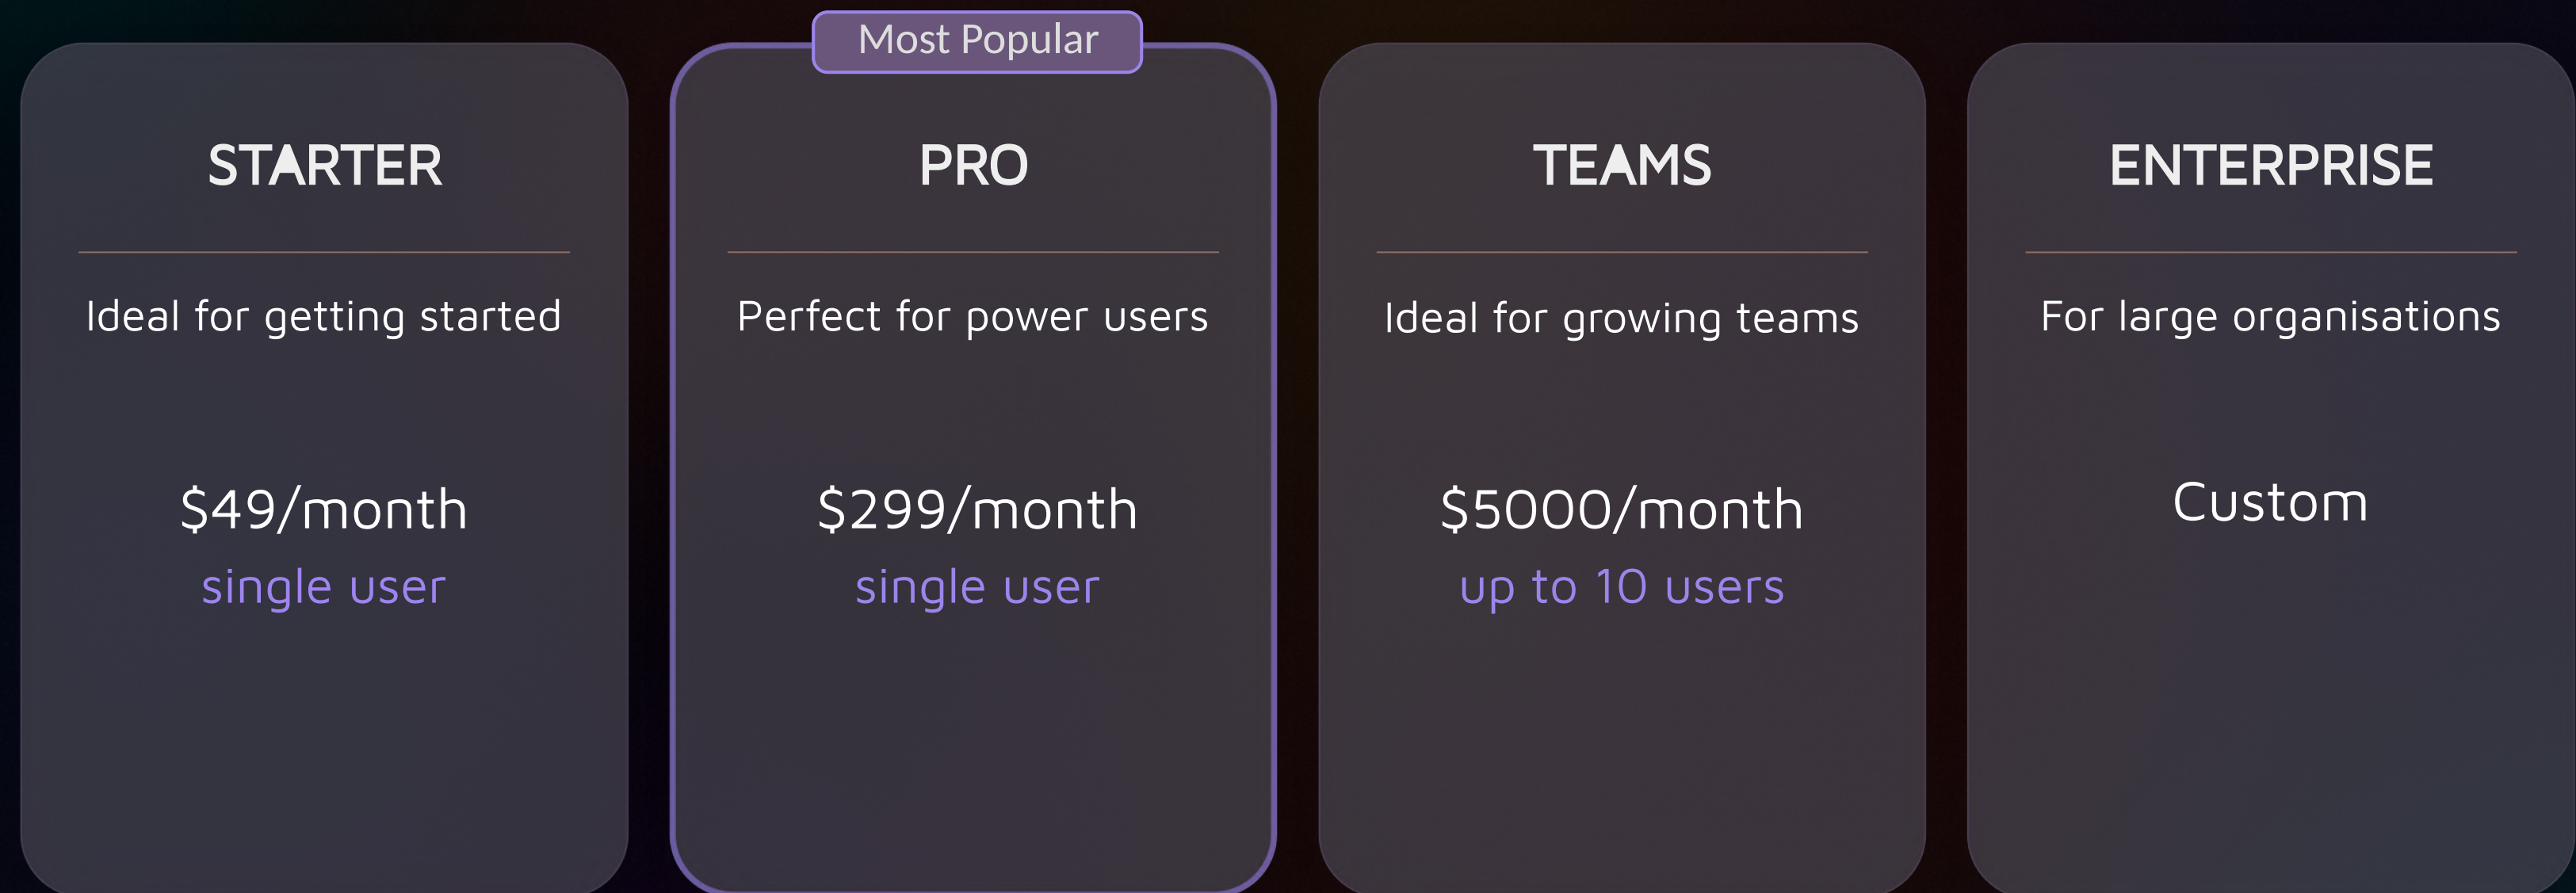 Most Popular
STARTER
Ideal for getting started
$49/month
single user
PRO
Perfect for power users
$299/month
single user
TEAMS
Ideal for growing teams
$5000/month
up to 10 users
ENTERPRISE
For large organisations
Custom